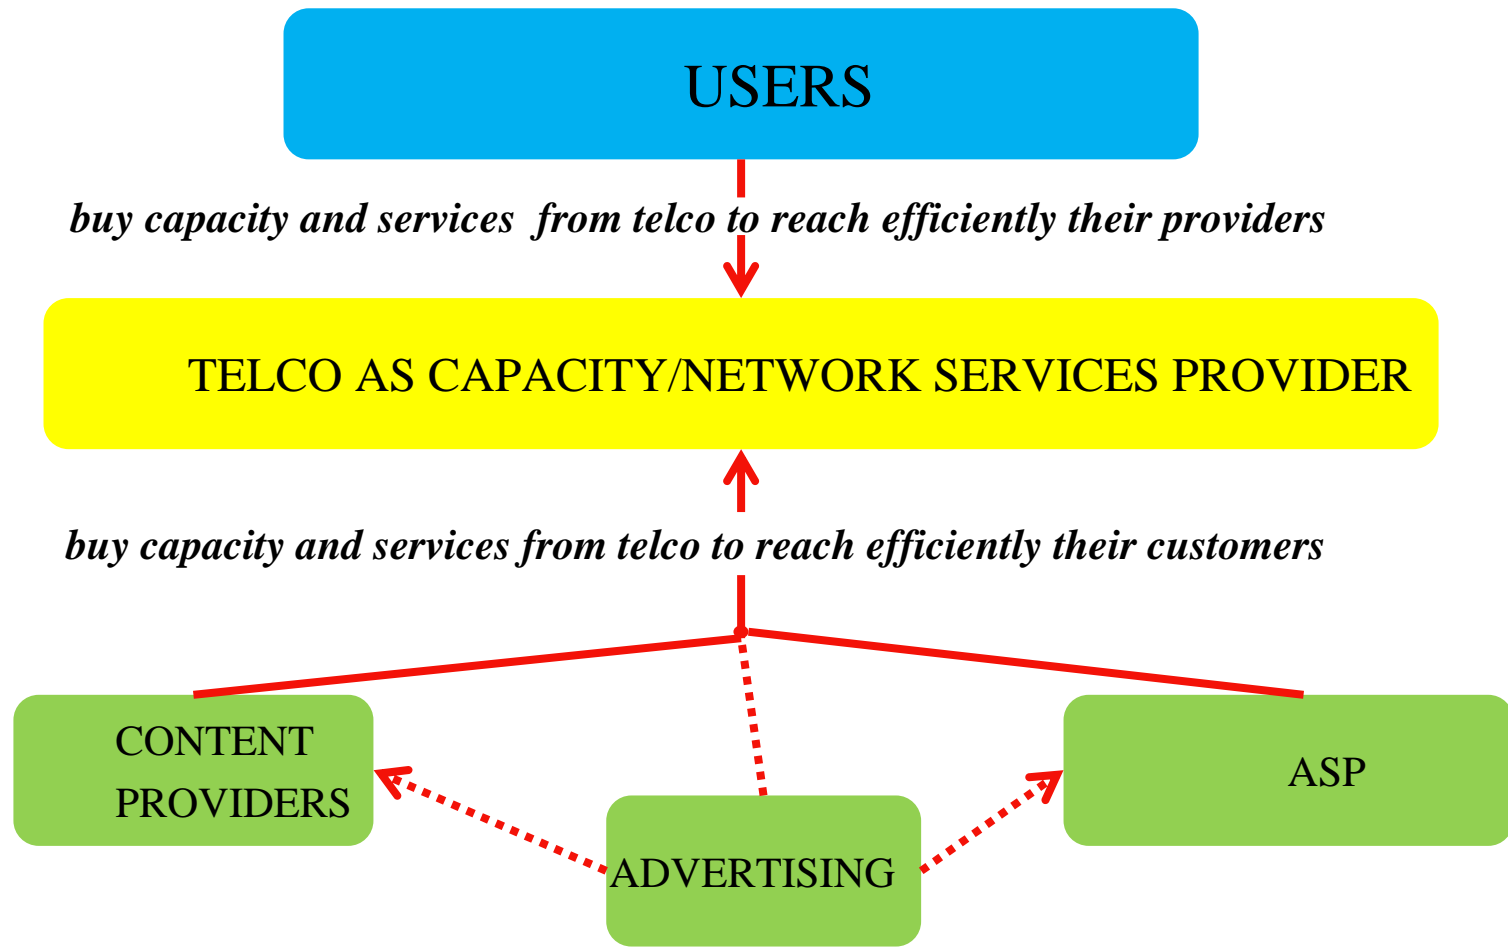 USERS
buy capacity and services from telco to reach efficiently their providers
TELCO AS CAPACITY/NETWORK SERVICES PROVIDER
buy capacity and services from telco to reach efficiently their customers
CONTENT
PROVIDERS
ASP
ADVERTISING